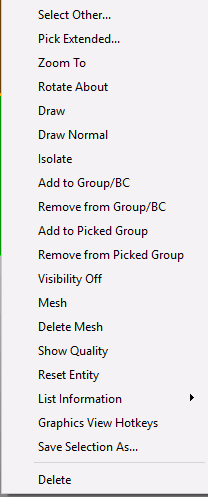 Select Other...
Pick Extended...
Zoom To
Rotate About
Draw
Draw Normal
Isolate
Add to Group/BC
Remove from Group/BC
Add to Picked Group
Remove from Picked Group
Visibility Off
Mesh
Delete Mesh
Show Quality
Reset Entity
List Information
Graphics View Hotkeys
Save Selection As...
Delete